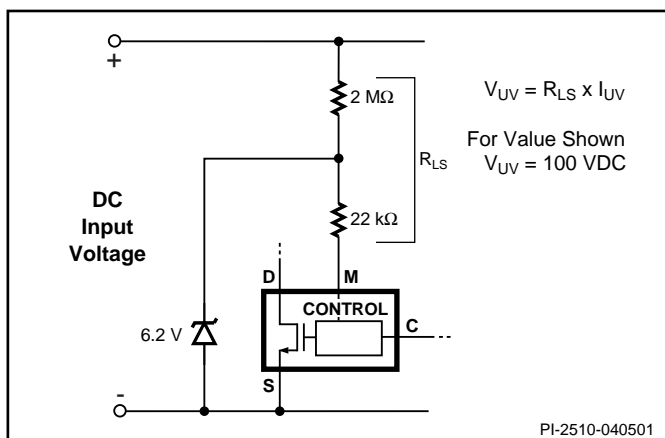 +
2 MΩ
V_UV = R_LS x I_UV
For Value Shown
V_UV = 100 VDC
R_LS
DC
Input
Voltage
22 kΩ
D
M
CONTROL
C
6.2 V
S
-
PI-2510-040501